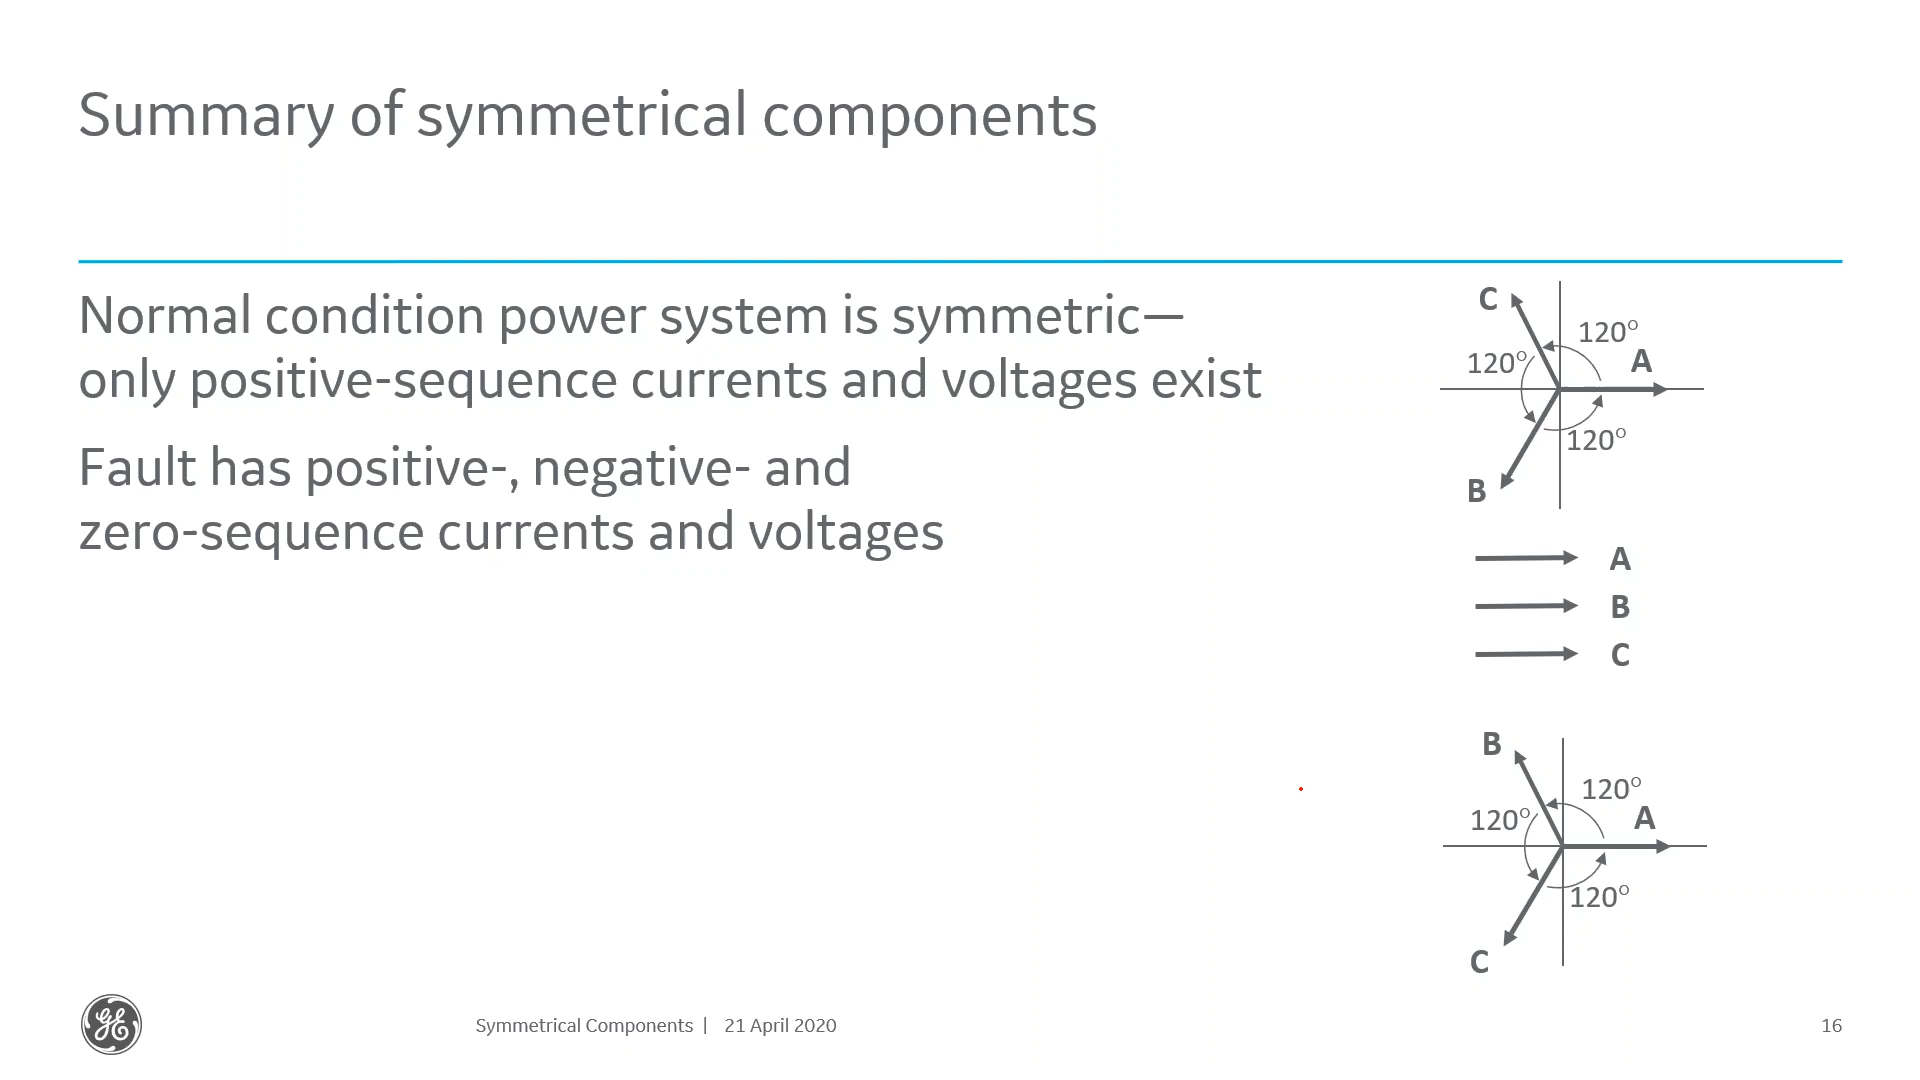 Summary of symmetrical components
Normal condition power system is symmetric—
only positive-sequence currents and voltages exist
Fault has positive-, negative- and
zero-sequence currents and voltages
C
120°
120°
A
120°
B
A
B
C
B
120°
120°
A
120°
C
GE
Symmetrical Components | 21 April 2020
16